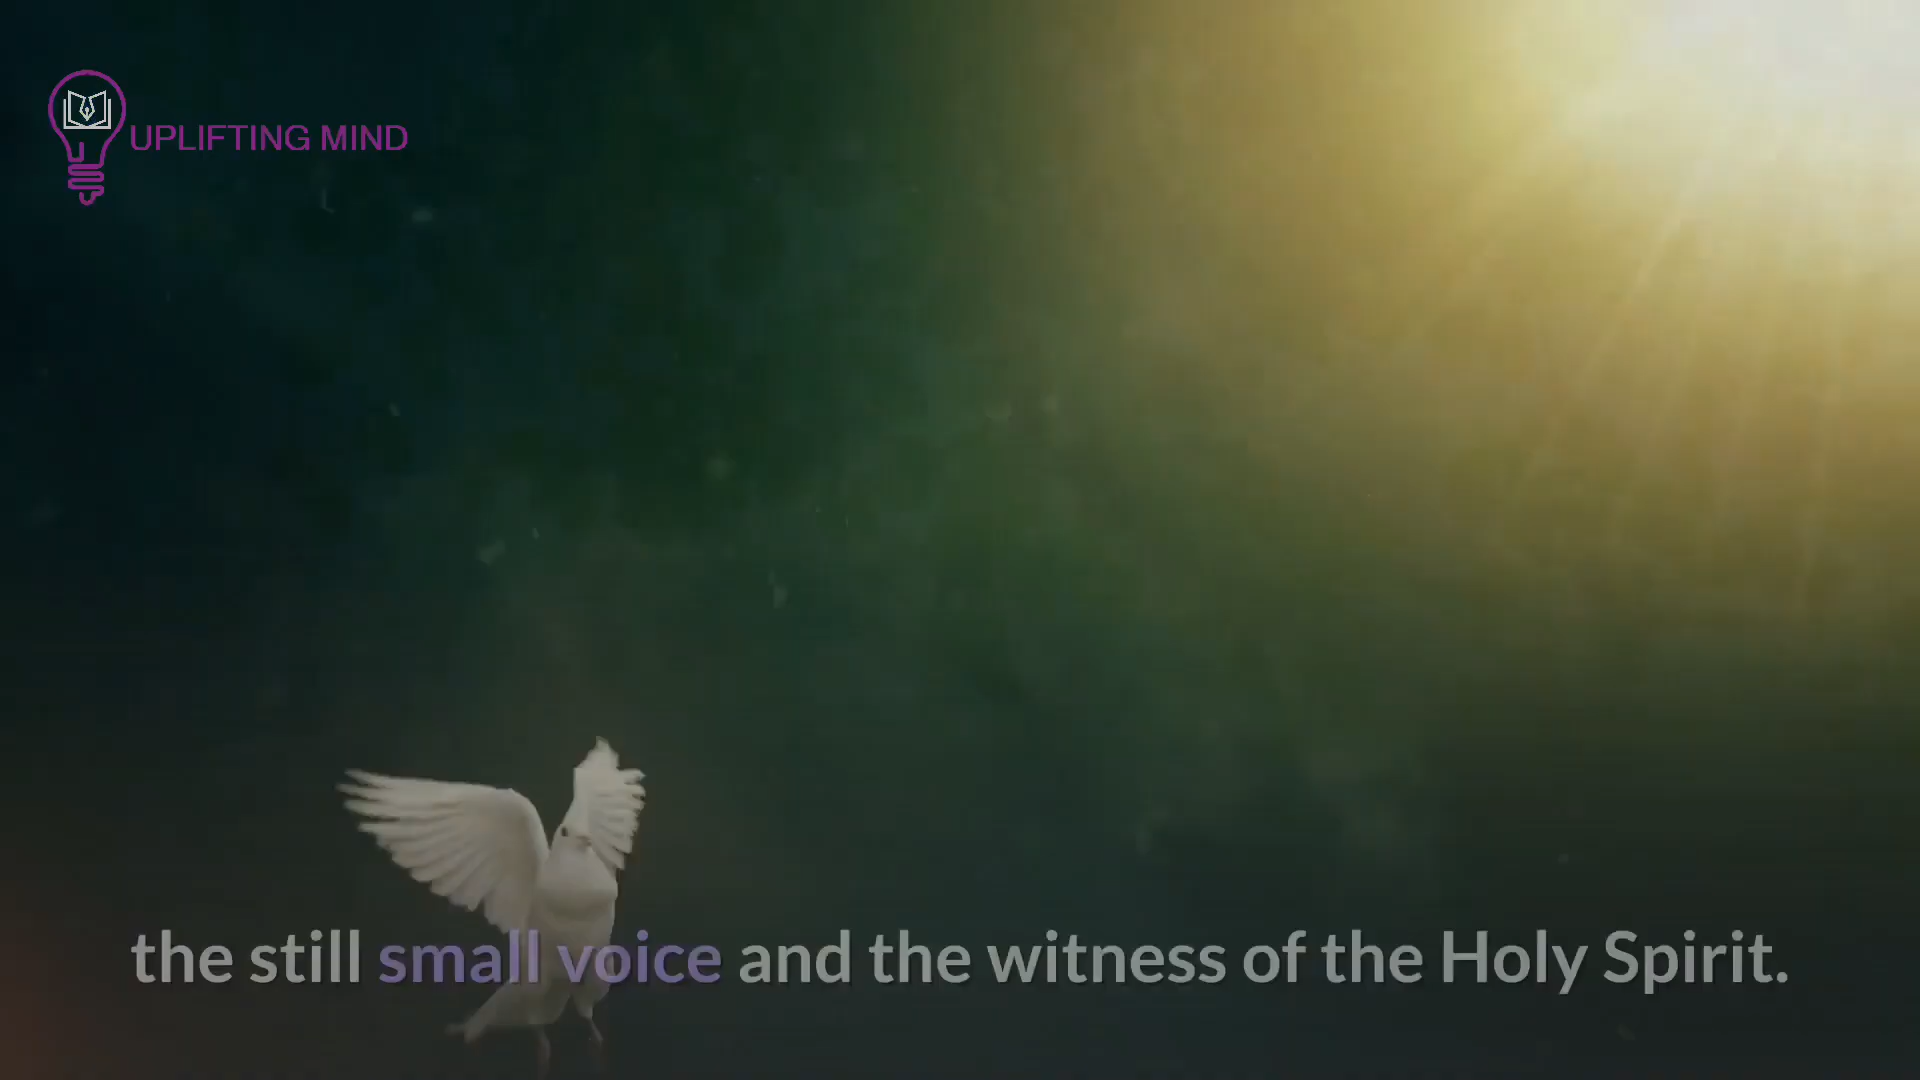 UPLIFTING MIND
the still small voice and the witness of the Holy Spirit.